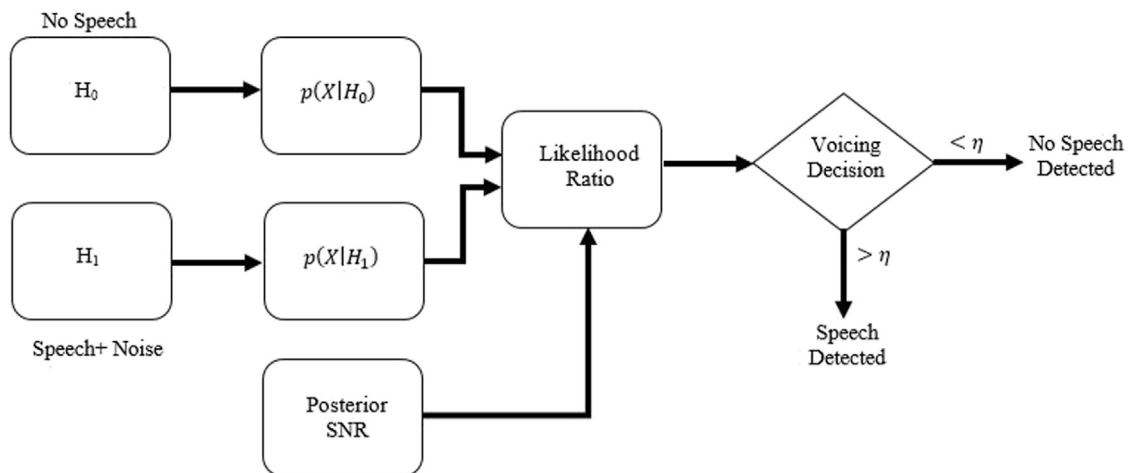 No Speech
H₀
p(X|H₀)
Likelihood
Ratio
Voicing
Decision
< η
No Speech
Detected
H₁
p(X|H₁)
> η
Speech+ Noise
Speech
Detected
Posterior
SNR